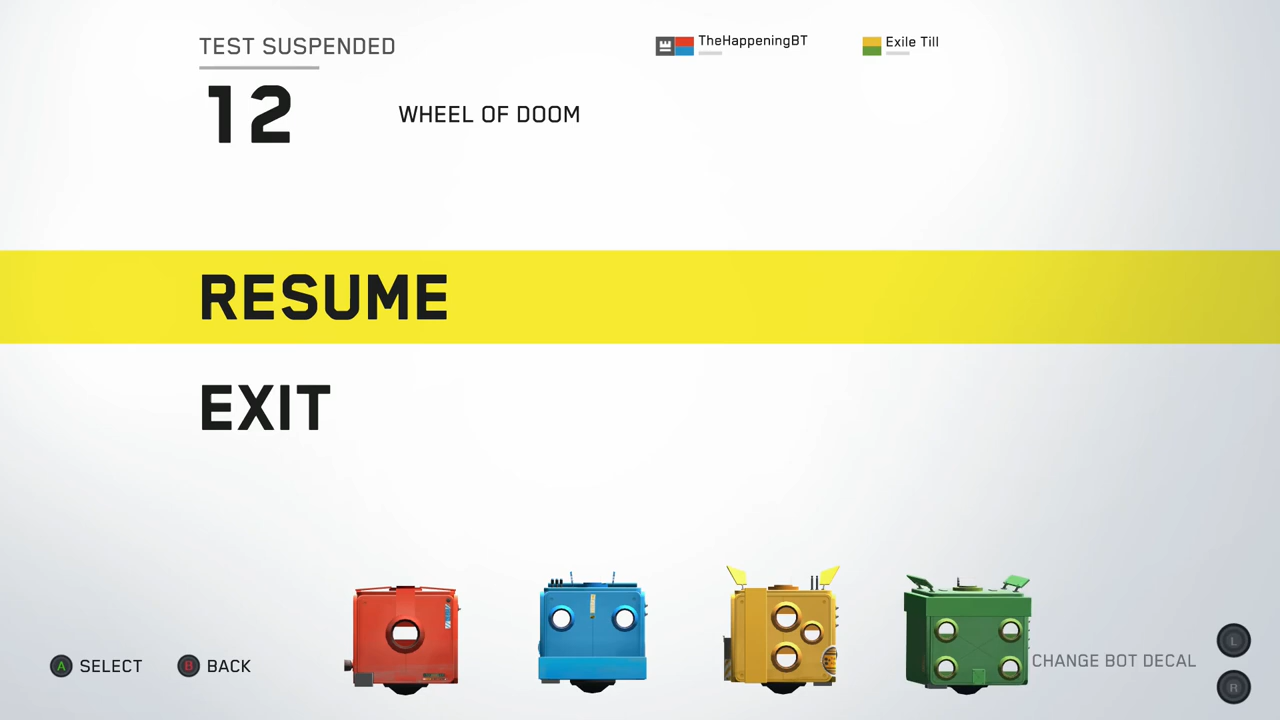 TEST SUSPENDED
TheHappeningBT
Exile Till
12
WHEEL OF DOOM
RESUME
EXIT
A SELECT
B BACK
CHANGE BOT DECAL
L
R